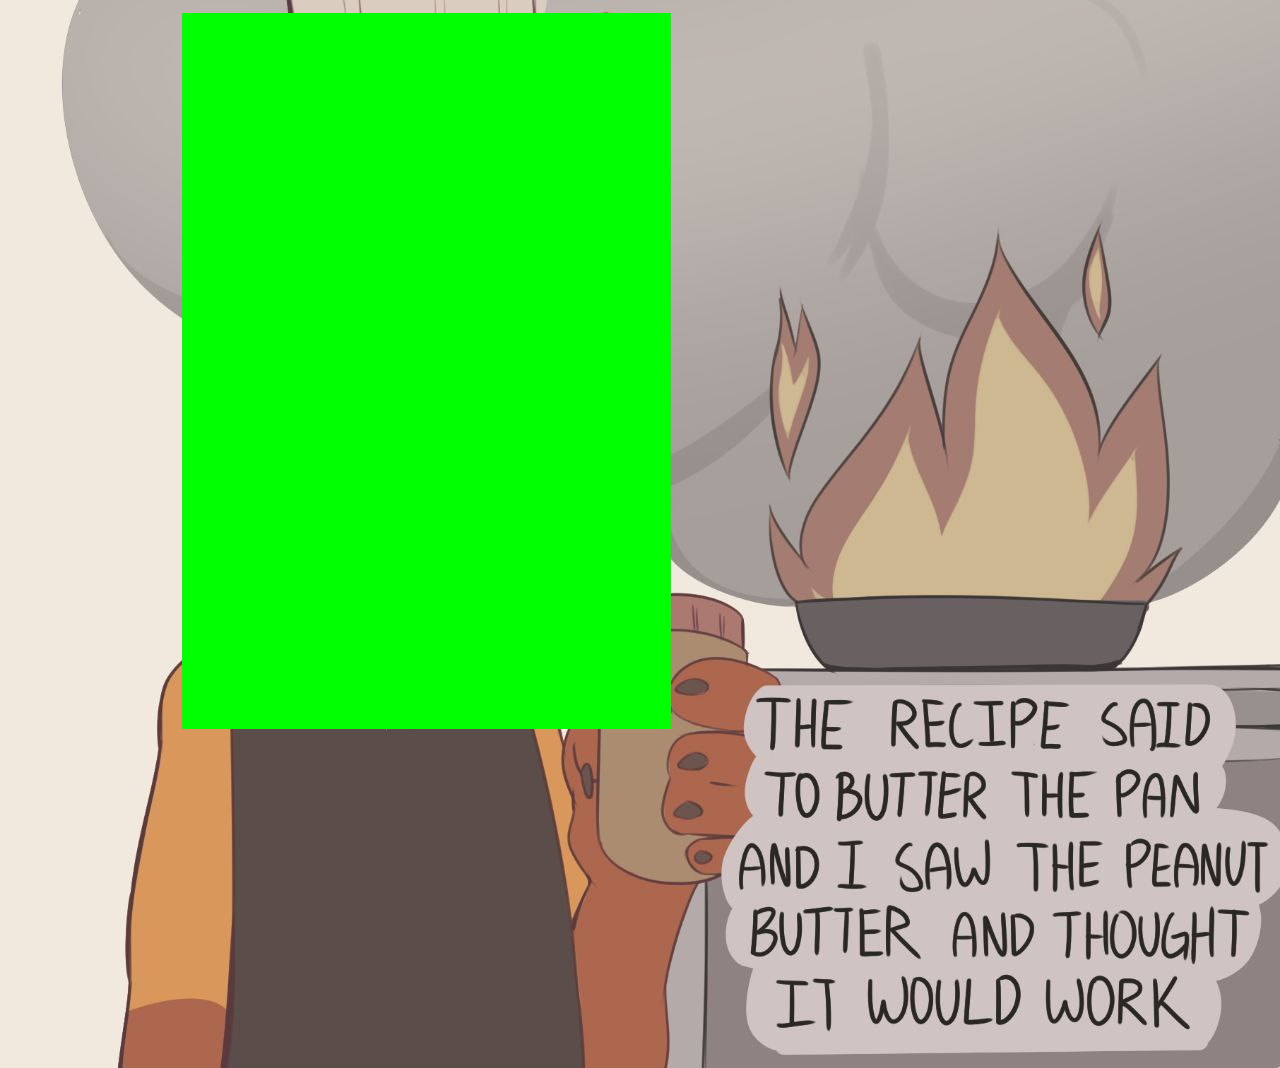 THE RECIPE SAID
TO BUTTER THE PAN
AND I SAW THE PEANUT
BUTTER AND THOUGHT
IT WOULD WORK